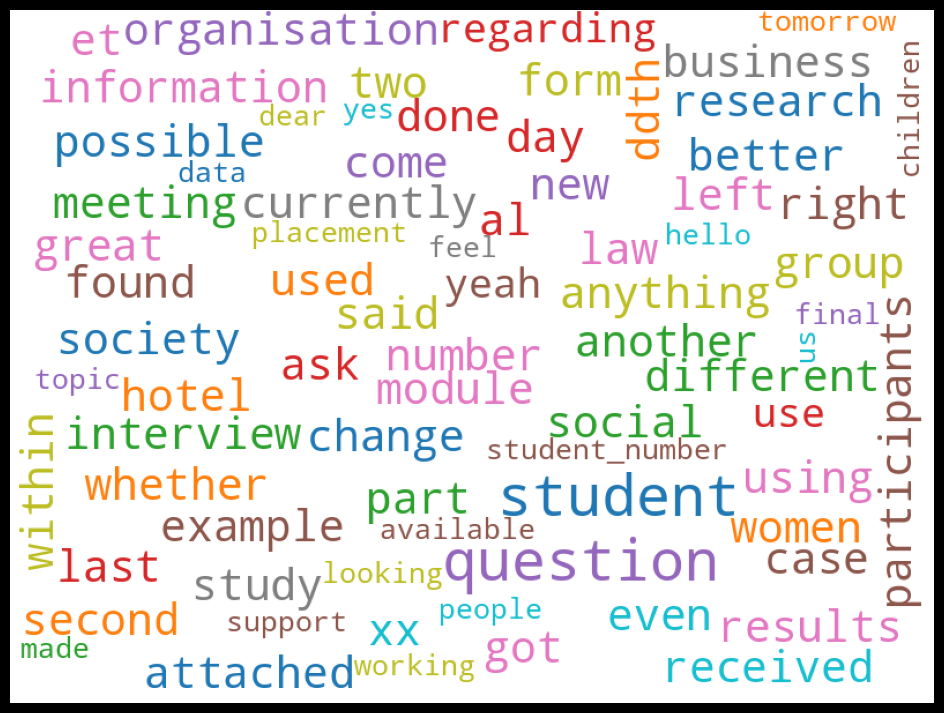 et organisation regarding tomorrow
information two form ddth business children
dear yes done research
possible data come day better
meeting currently al new left right
great placement feel law hello group
found used yeah anything
said final
society ask number another us participants
topic hotel module different
within interview change social use
student_number
whether part student using
example available women
last study looking question case
second support xx people even results
made attached working got received